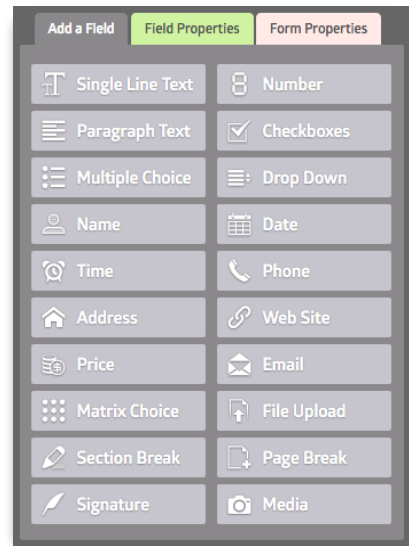 Add a Field Field Properties Form Properties
Single Line Text Number
Paragraph Text Checkboxes
Multiple Choice Drop Down
Name Date
Time Phone
Address Web Site
Price Email
Matrix Choice File Upload
Section Break Page Break
Signature Media